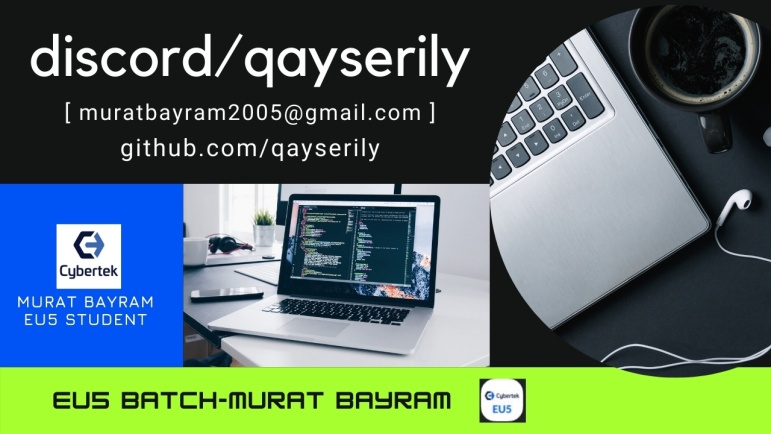 discord/qayserily
[ muratbayram2005@gmail.com ]
github.com/qayserily
Cybertek
MURAT BAYRAM
EU5 STUDENT
EU5 BATCH-MURAT BAYRAM
Cybertek
EU5